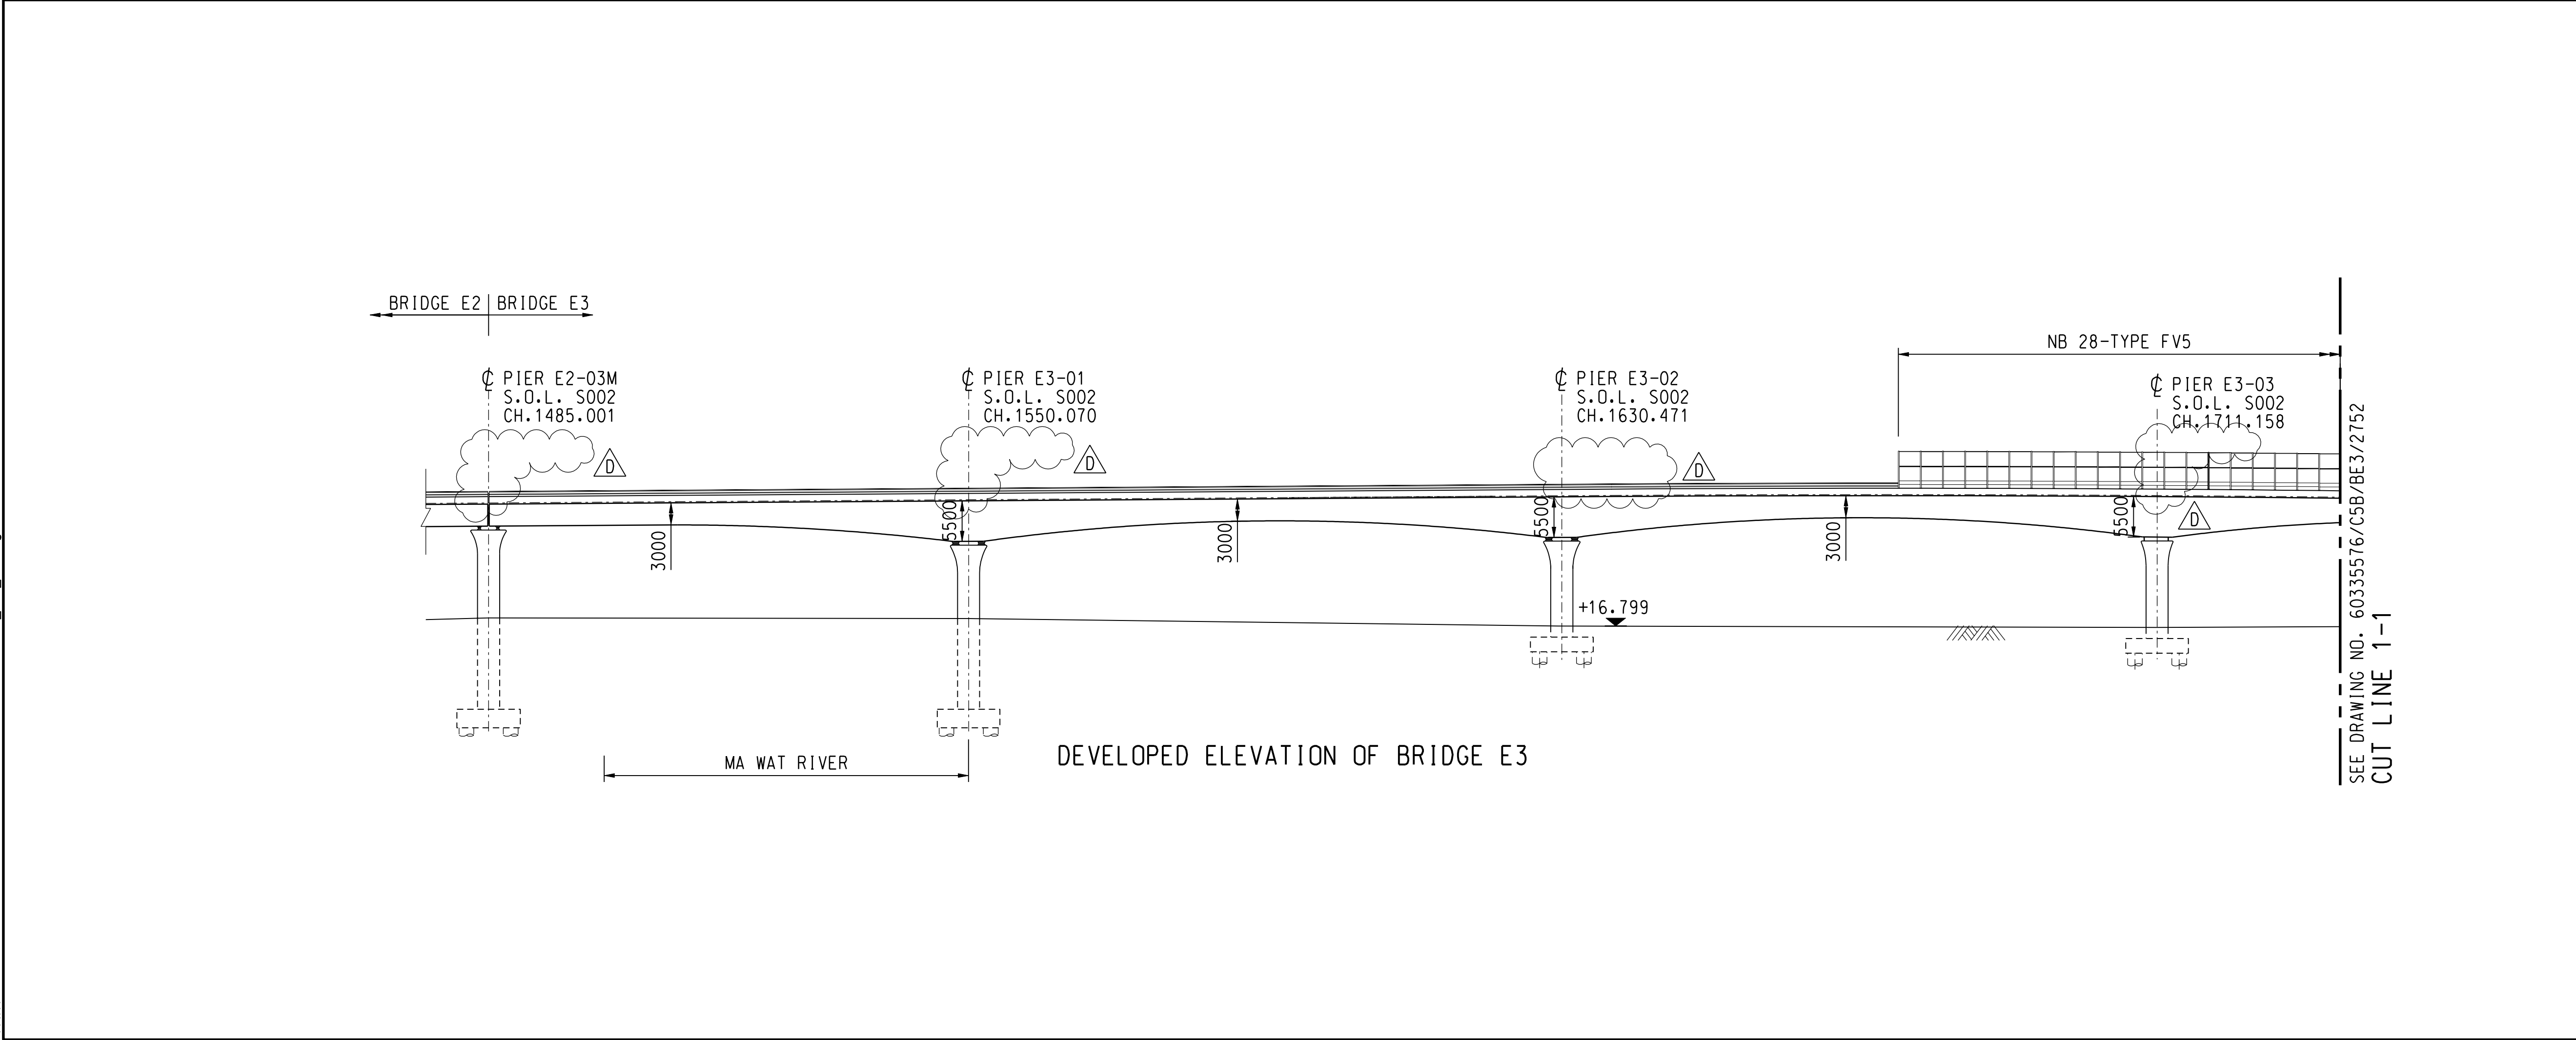 BRIDGE E2
BRIDGE E3
NB 28-TYPE FV5
℄ PIER E2-03M
S.O.L. S002
CH.1485.001
℄ PIER E3-01
S.O.L. S002
CH.1550.070
℄ PIER E3-02
S.O.L. S002
CH.1630.471
℄ PIER E3-03
S.O.L. S002
CH.1711.158
D
D
D
D
3000
5500
3000
5500
3000
5500
+16.799
MA WAT RIVER
DEVELOPED ELEVATION OF BRIDGE E3
SEE DRAWING NO. 60335576/C5B/BE3/2752
CUT LINE 1-1